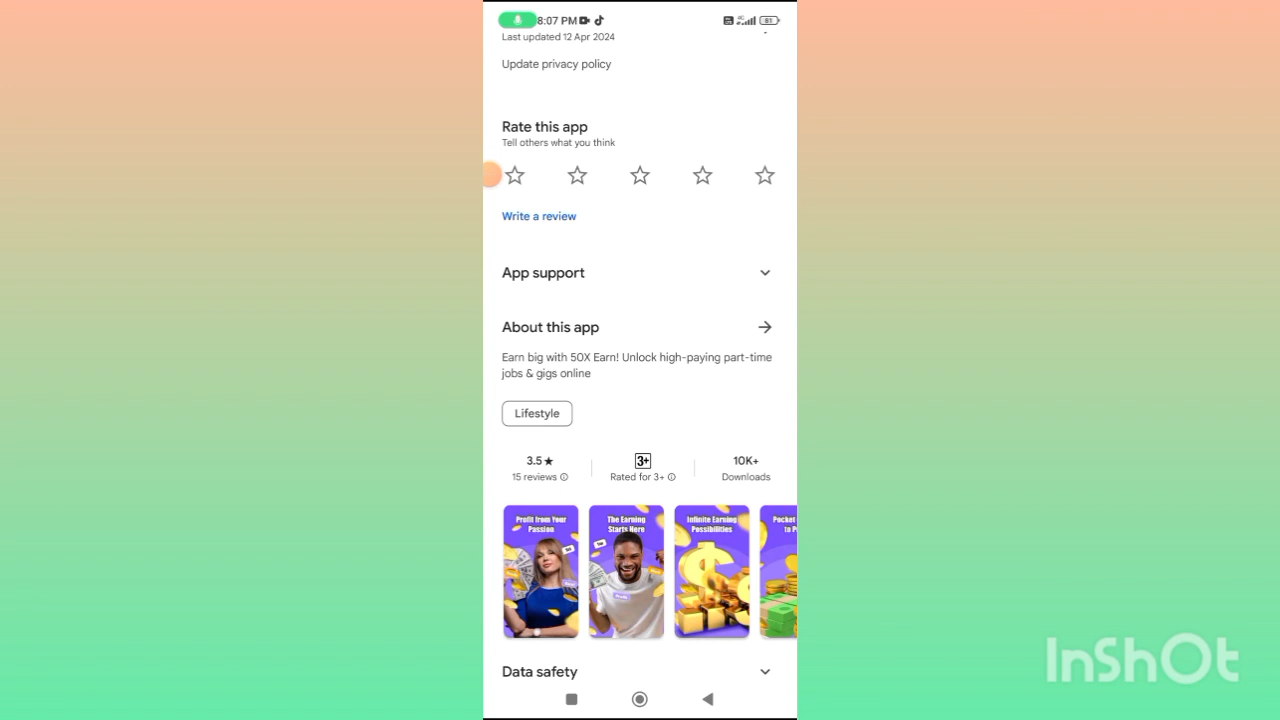 8:07 PM
81
Last updated 12 Apr 2024
Update privacy policy
Rate this app
Tell others what you think
Write a review
App support
About this app
Earn big with 50X Earn! Unlock high-paying part-time
jobs & gigs online
Lifestyle
3.5★
3+
10K+
15 reviews
Rated for 3+
Downloads
Profit from Your
Passion
The Earning
Starts Here
Infinite Earning
Possibilities
Pocket
Data safety
InShOt